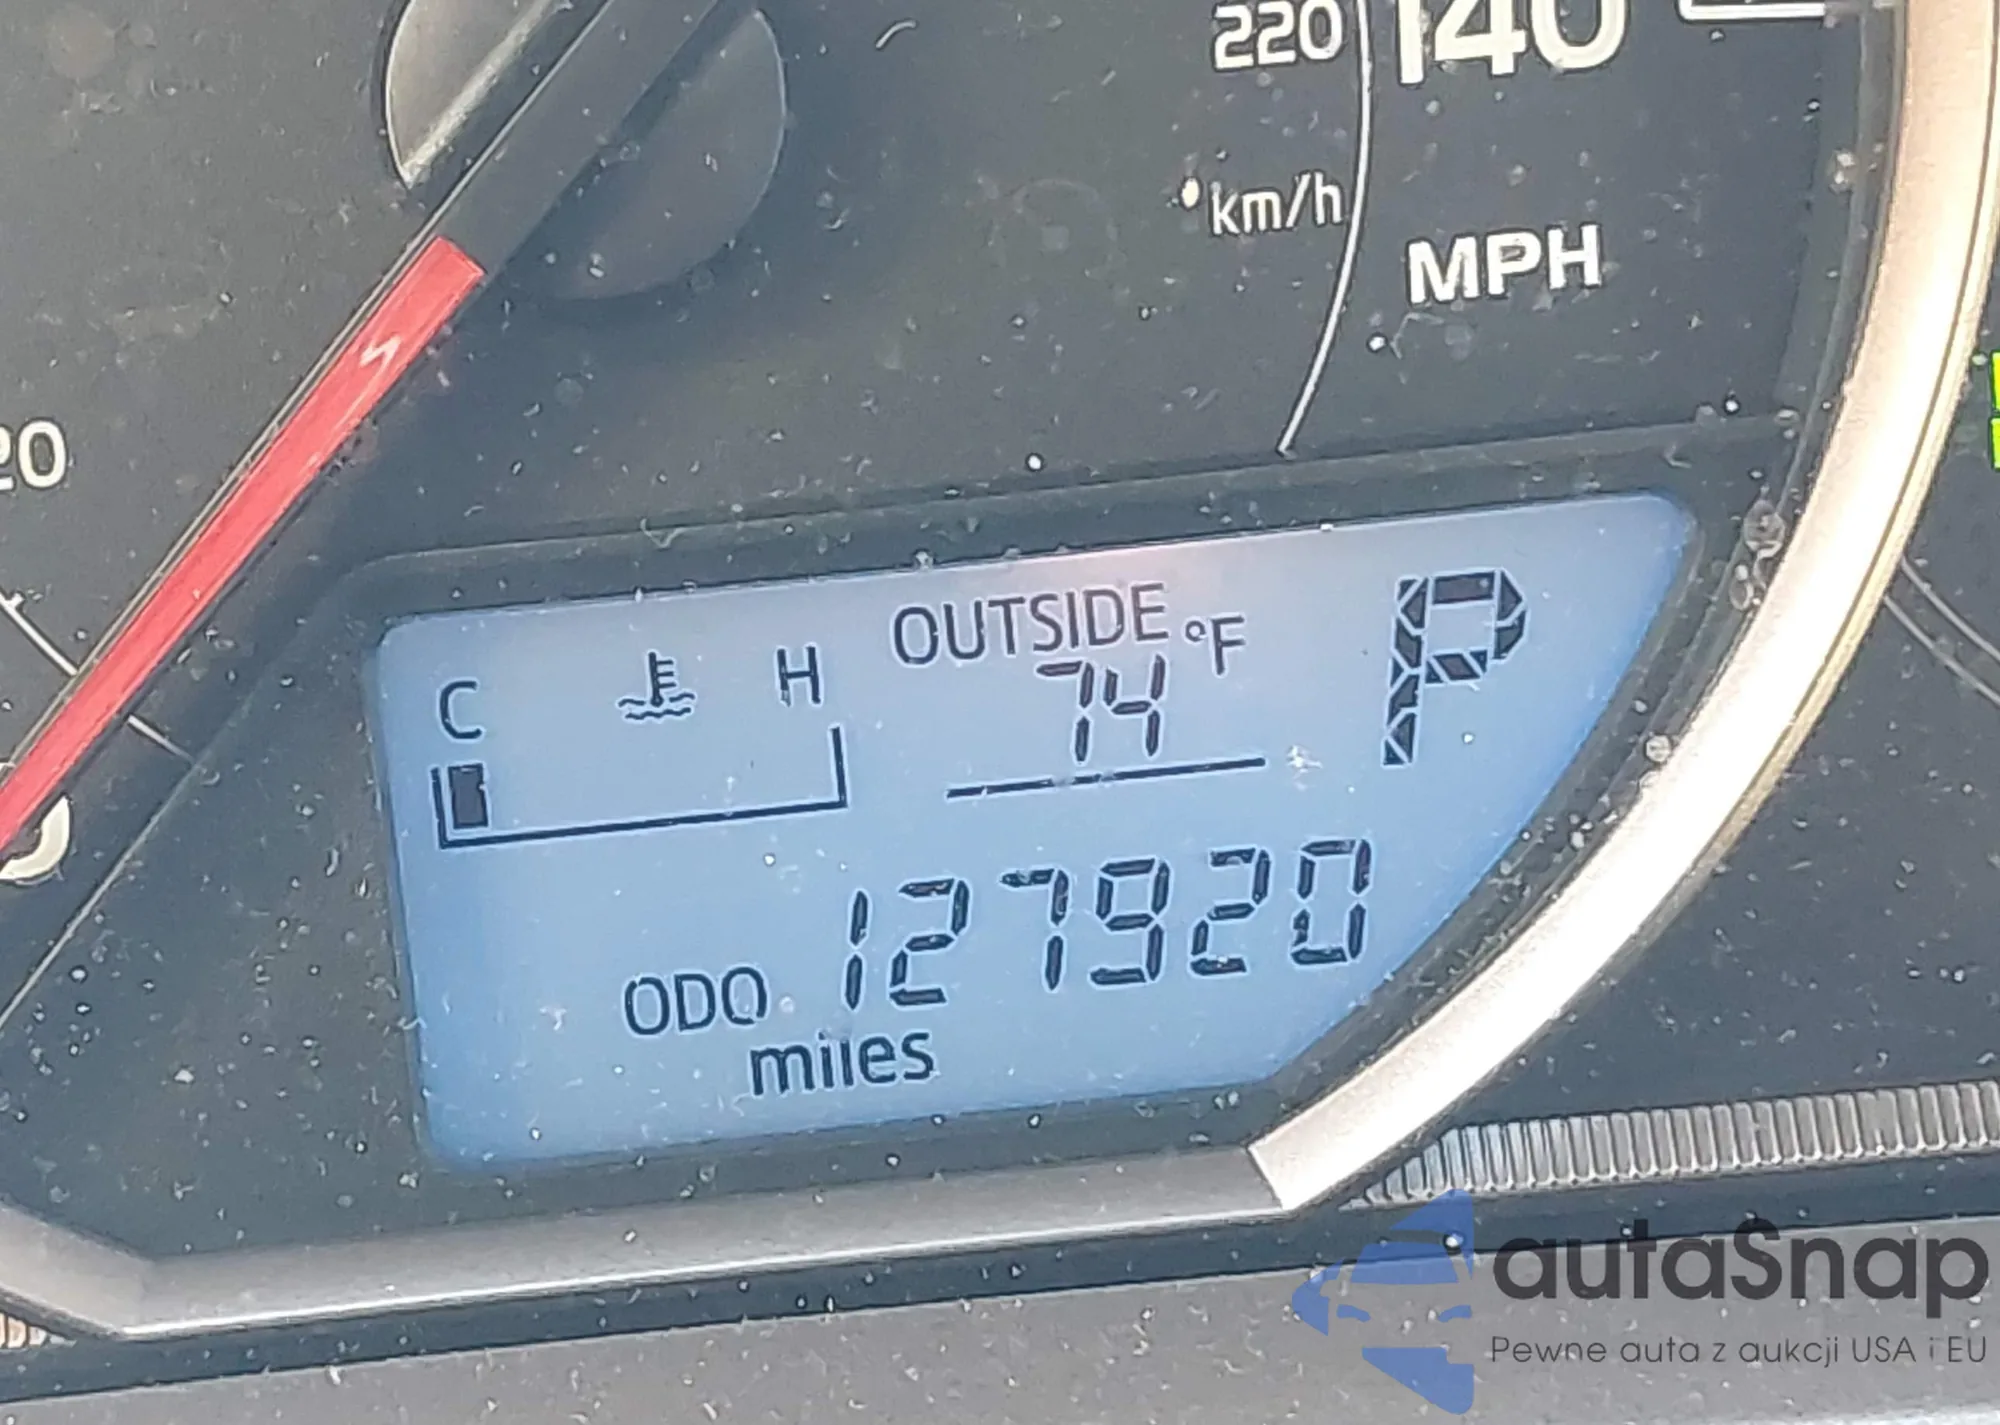 220 140
km/h
MPH
20
OUTSIDE °F
C H 74 P
ODO 127920
miles
autaSnap
Pewne auta z aukcji USA i EU